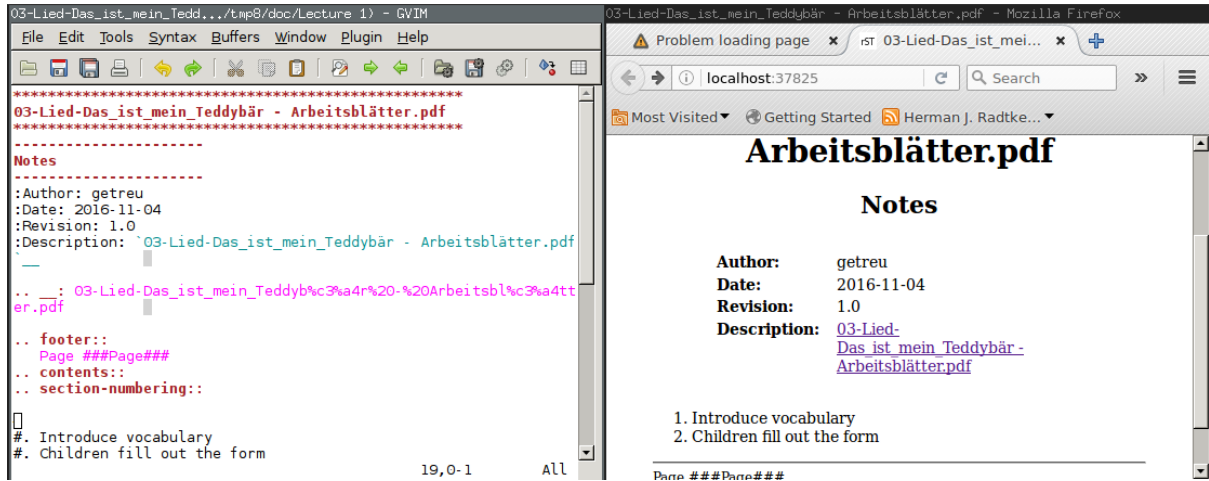 03-Lied-Das_ist_mein_Tedd.../tmp8/doc/Lecture 1) - GVIM
File Edit Tools Syntax Buffers Window Plugin Help
**************************************************
03-Lied-Das_ist_mein_Teddybär - Arbeitsblätter.pdf
**************************************************
----------------------
Notes
----------------------
:Author: getreu
:Date: 2016-11-04
:Revision: 1.0
:Description: `03-Lied-Das_ist_mein_Teddybär - Arbeitsblätter.pdf
`__
.. __: 03-Lied-Das_ist_mein_Teddyb%c3%a4r%20-%20Arbeitsbl%c3%a4tt
er.pdf
.. footer::
Page ###Page###
.. contents::
.. section-numbering::
#. Introduce vocabulary
#. Children fill out the form
19,0-1 All
03-Lied-Das_ist_mein_Teddybär - Arbeitsblätter.pdf - Mozilla Firefox
Problem loading page × rST 03-Lied-Das_ist_mei... ×
localhost:37825 Search »
Most Visited Getting Started Herman J. Radtke...
Arbeitsblätter.pdf
Notes
Author: getreu
Date: 2016-11-04
Revision: 1.0
Description: 03-Lied-
Das_ist_mein_Teddybär -
Arbeitsblätter.pdf
1. Introduce vocabulary
2. Children fill out the form
Page ###Page###